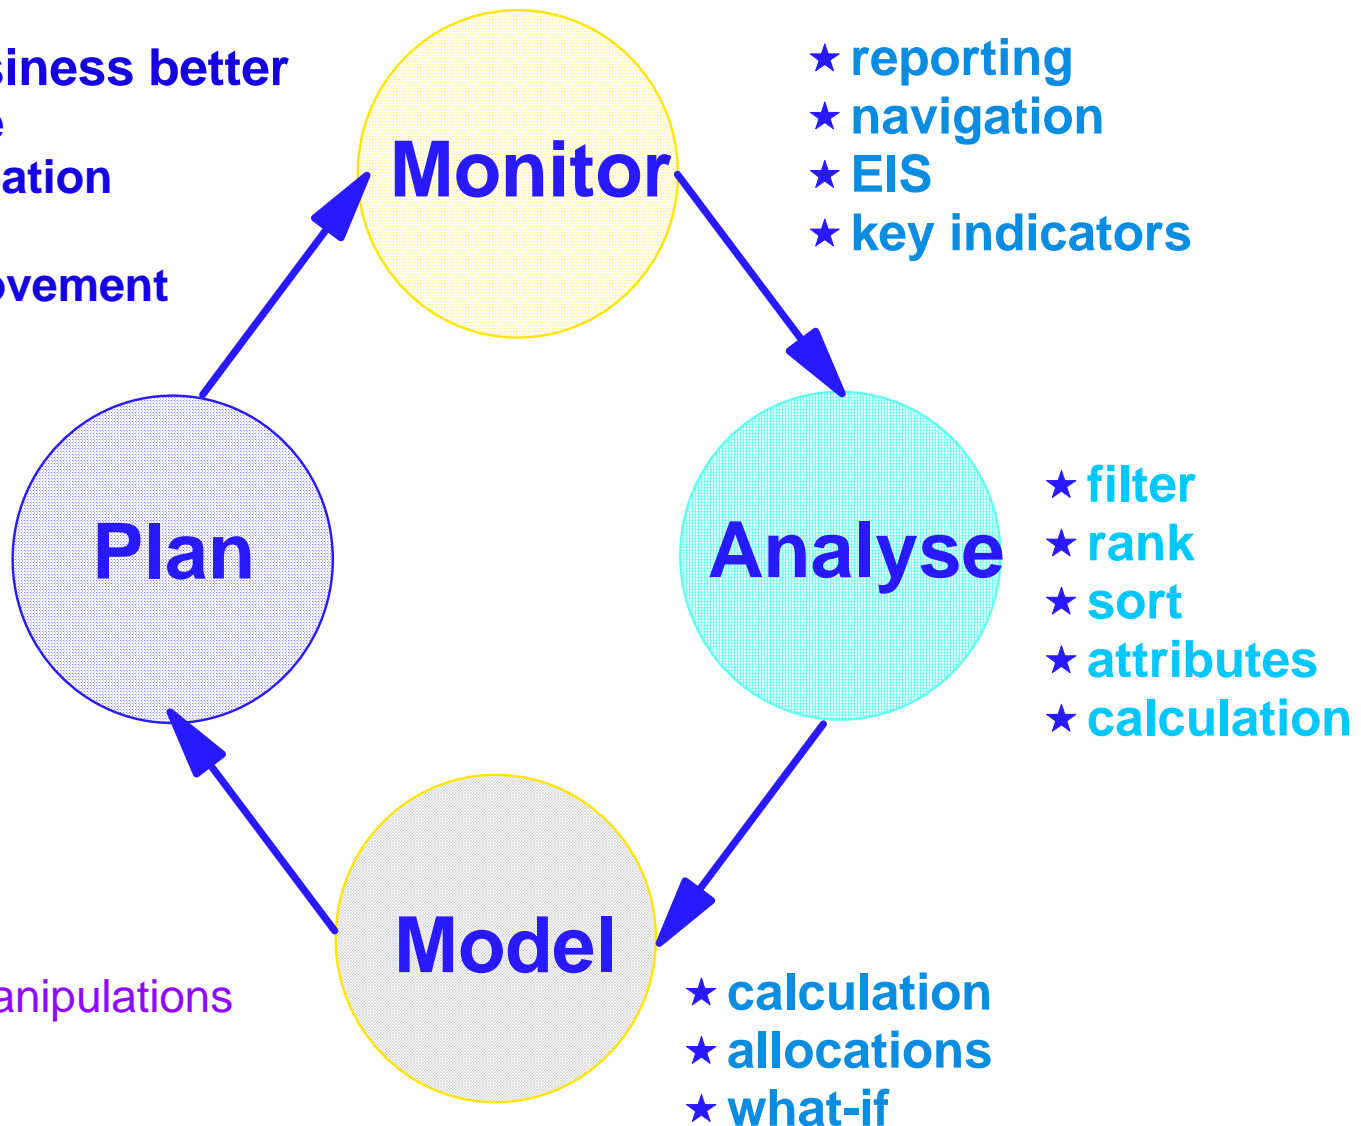 siness better
e
ation
ovement
Monitor
★ reporting
★ navigation
★ EIS
★ key indicators
Plan
Analyse
★ filter
★ rank
★ sort
★ attributes
★ calculation
Model
anipulations
★ calculation
★ allocations
★ what-if